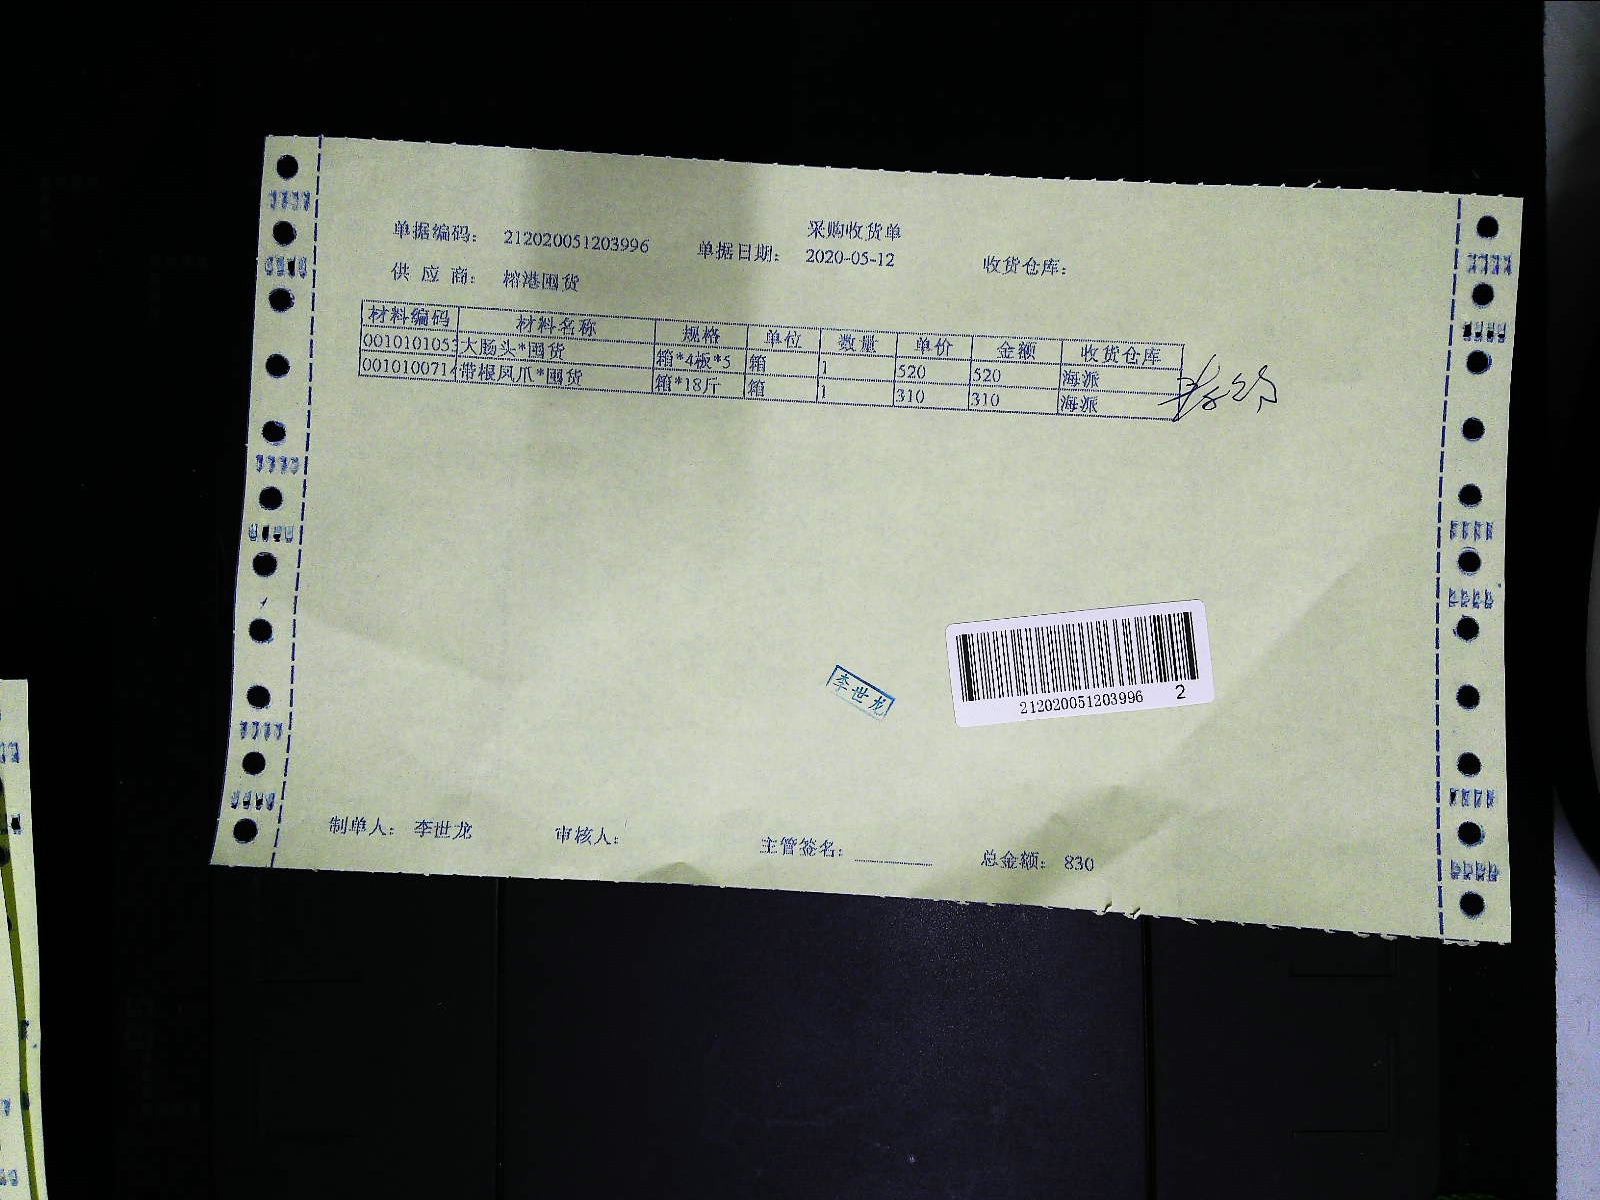 采购收货单
单据编码： 212020051203996 单据日期： 2020-05-12 收货仓库：
供 应 商： 榕港囤货
材料编码 材料名称 规格 单位 数量 单价 金额 收货仓库
0010101053 大肠头*囤货 箱*4板*5 箱 1 520 520 海派
0010100714 带根凤爪*囤货 箱*18斤 箱 1 310 310 海派
李世龙
212020051203996 2
制单人： 李世龙 审核人： 主管签名： 总金额： 830